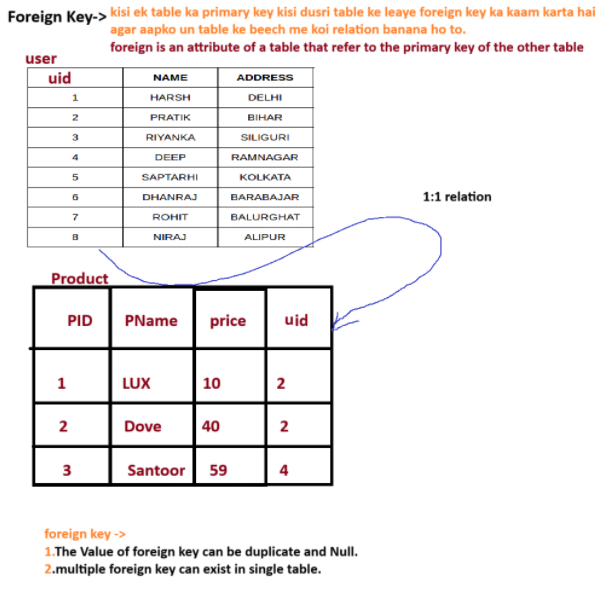 Foreign Key-> kisi ek table ka primary key kisi dusri table ke leaye foreign key ka kaam karta hai
agar aapko un table ke beech me koi relation banana ho to.
foreign is an attribute of a table that refer to the primary key of the other table
user
uid NAME ADDRESS
1 HARSH DELHI
2 PRATIK BIHAR
3 RIYANKA SILIGURI
4 DEEP RAMNAGAR
5 SAPTARHI KOLKATA
6 DHANRAJ BARABAJAR
7 ROHIT BALURGHAT
8 NIRAJ ALIPUR
1:1 relation
Product
PID PName price uid
1 LUX 10 2
2 Dove 40 2
3 Santoor 59 4
foreign key ->
1.The Value of foreign key can be duplicate and Null.
2.multiple foreign key can exist in single table.